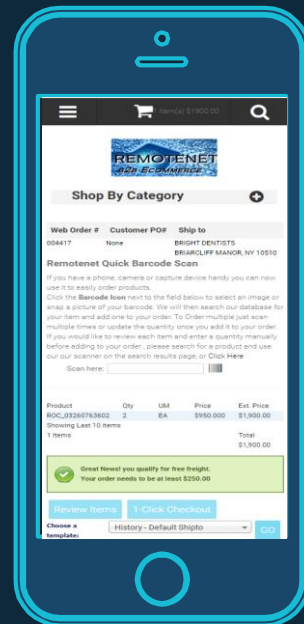 1 Item(s) $1900.00
REMOTENET
B2B ECOMMERCE
Shop By Category
Web Order # Customer PO# Ship to
004417 None BRIGHT DENTISTS
BRIARCLIFF MANOR, NY 10510
Remotenet Quick Barcode Scan
If you have a phone, camera or capture device handy you can now
use it to easily order products.
Click the Barcode Icon next to the field below to select an image or
snap a picture of your barcode. We will then search our database for
your item and add one to your order. To Order multiple just scan
multiple times or update the quantity once you add it to your order.
If you would like to review each item and enter a quantity manually
before adding to your order , please search for a product and use
our our scanner on the search results page, or Click Here
Scan here:
Product Qty UM Price Ext. Price
ROC_03260763602 2 EA $950.000 $1,900.00
Showing Last 10 items
1 Items Total
$1,900.00
Great News! you qualify for free freight.
Your order needs to be at least $250.00
Review Items 1-Click Checkout
Choose a template: History - Default Shipto GO